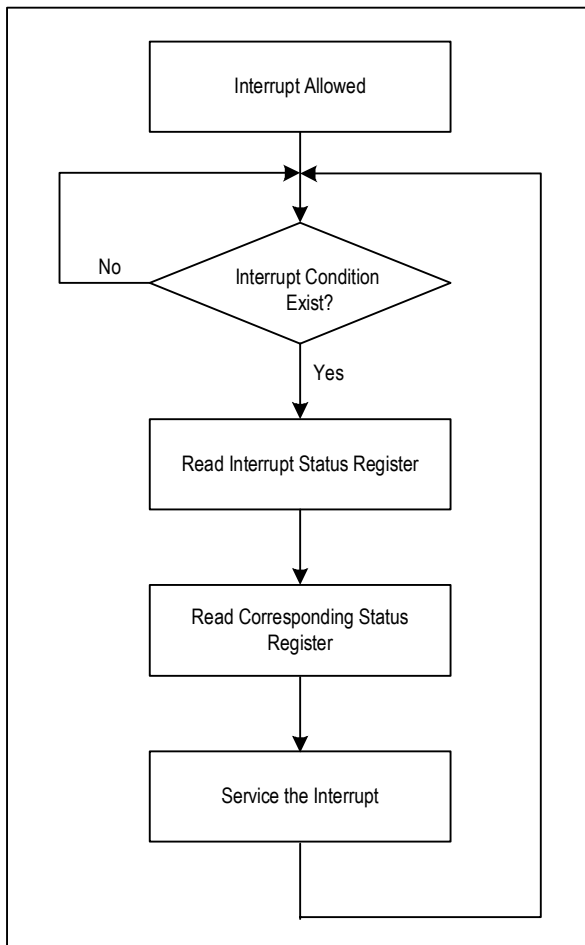 Interrupt Allowed
No
Interrupt Condition
Exist?
Yes
Read Interrupt Status Register
Read Corresponding Status
Register
Service the Interrupt